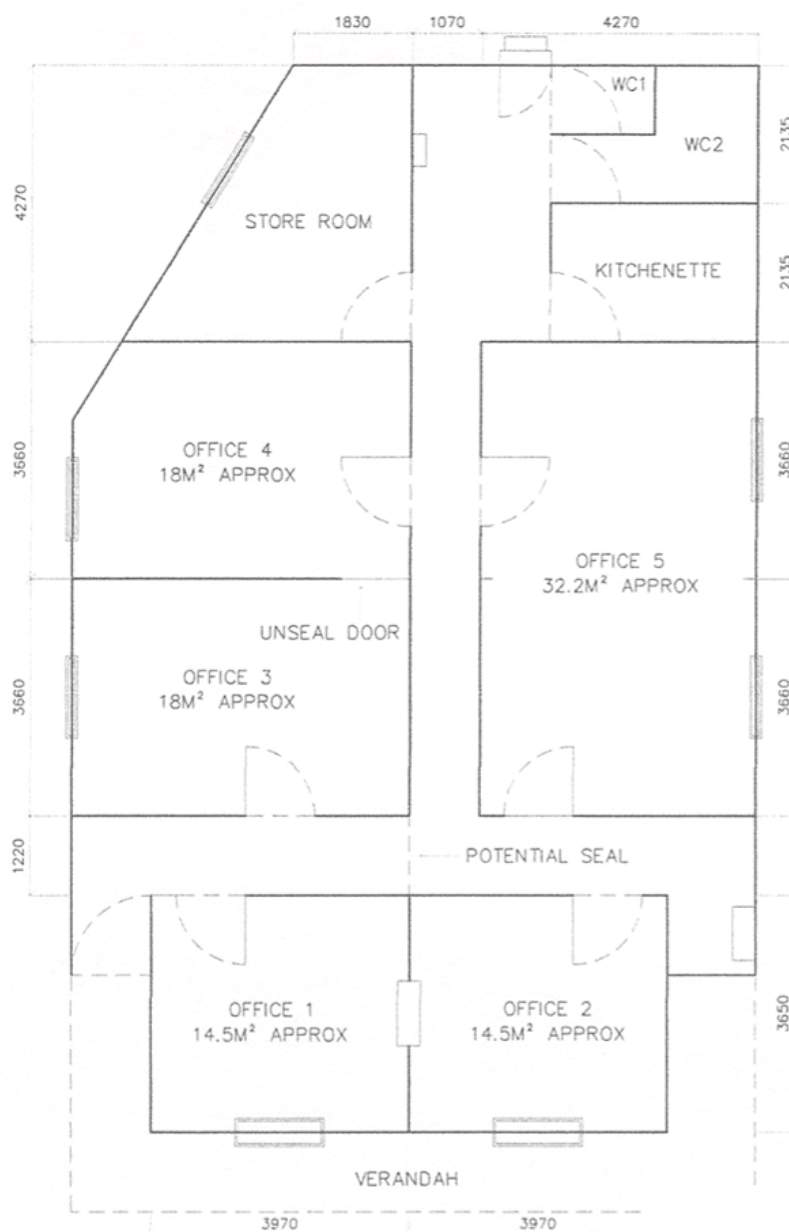 1830 1070 4270
WC1
2135
WC2
4270
STORE ROOM
KITCHENETTE
2135
OFFICE 4
18M² APPROX
3660
3660
OFFICE 5
32.2M² APPROX
UNSEAL DOOR
OFFICE 3
18M² APPROX
3660
3660
1220
POTENTIAL SEAL
OFFICE 1
14.5M² APPROX
OFFICE 2
14.5M² APPROX
3650
VERANDAH
3970 3970